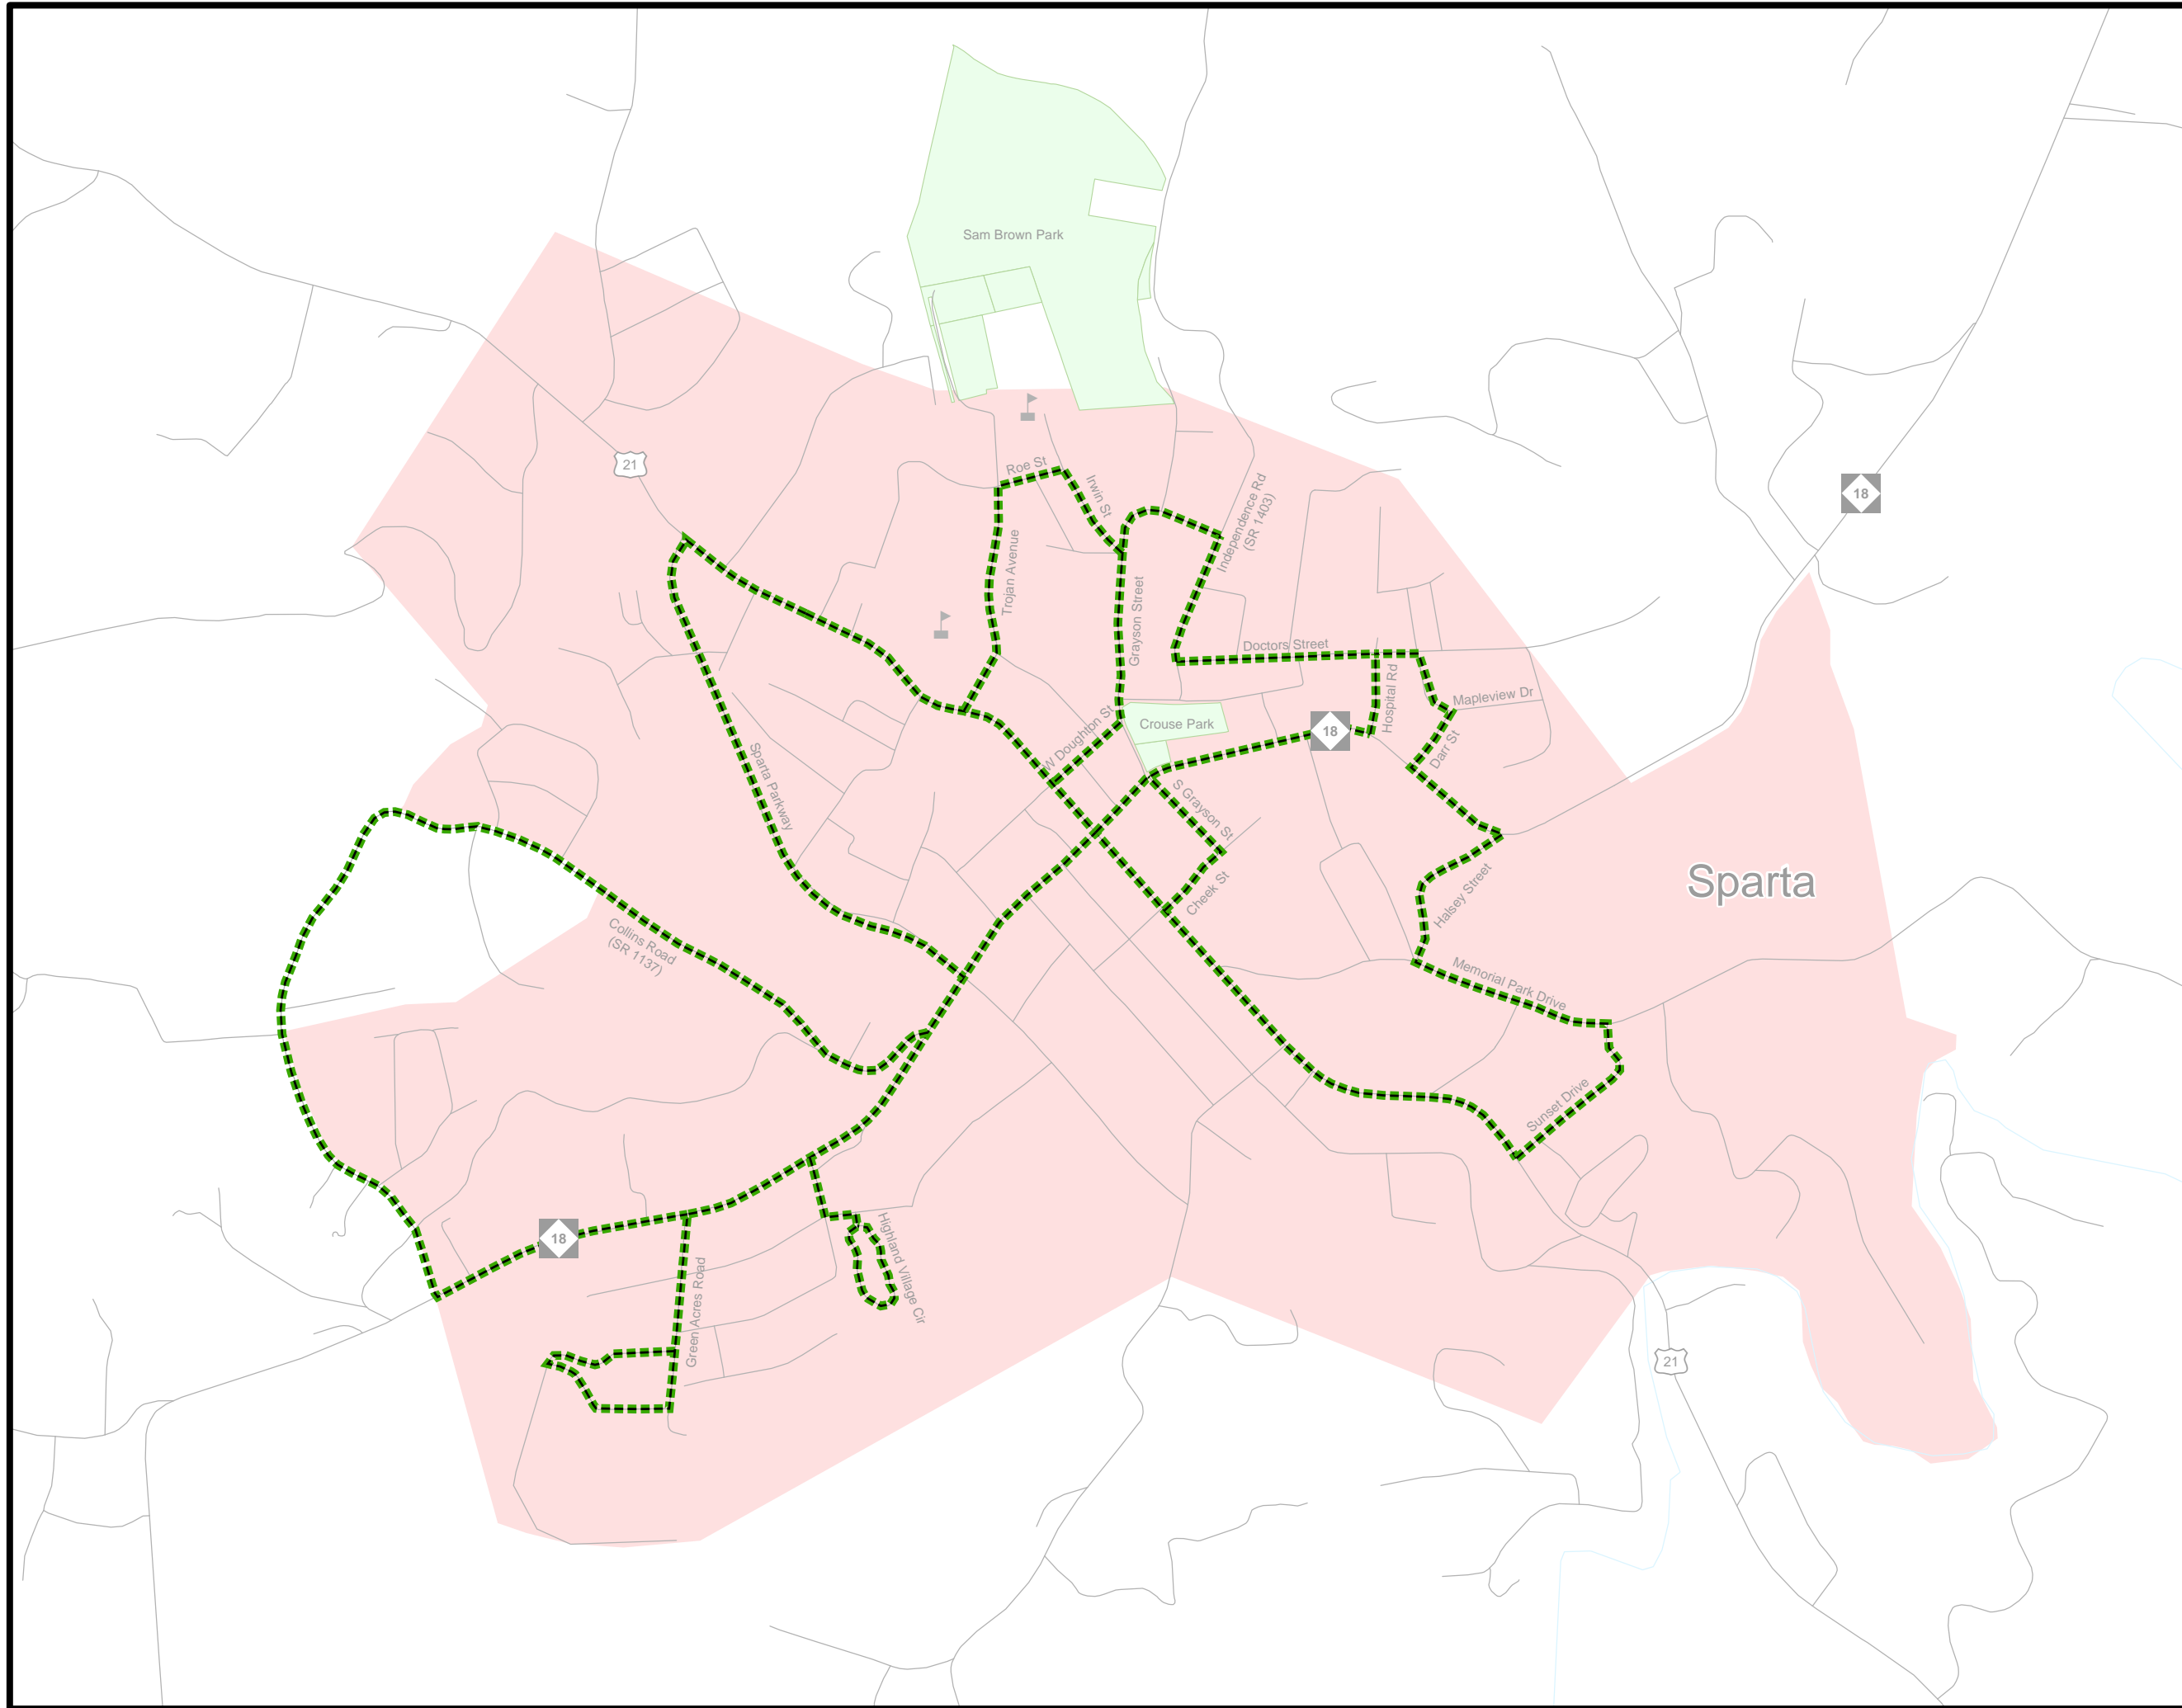 Sam Brown Park
21
Roe St
Irwin St
Independence Rd
(SR 1403)
18
Trojan Avenue
Grayson Street
Doctors Street
Hospital Rd
Mapleview Dr
Crouse Park
W Doughton St
18
Darr St
Sparta Parkway
S Grayson St
Cheek St
Halsey Street
Sparta
Collins Road
(SR 1137)
Memorial Park Drive
Sunset Drive
18
Highland Village Cir
Green Acres Road
21